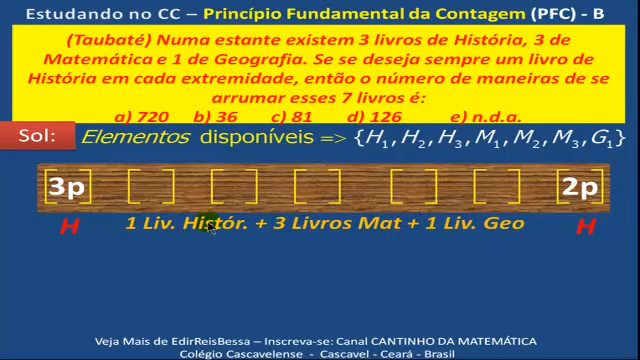 Estudando no CC – Princípio Fundamental da Contagem (PFC) - B
(Taubaté) Numa estante existem 3 livros de História, 3 de
Matemática e 1 de Geografia. Se se deseja sempre um livro de
História em cada extremidade, então o número de maneiras de se
arrumar esses 7 livros é:
a) 720 b) 36 c) 81 d) 126 e) n.d.a.
Sol: Elementos disponíveis => {H1, H2, H3, M1, M2, M3, G1}
[3p] [ ] [ ] [ ] [ ] [ ] [2p]
H 1 Liv. Histór. + 3 Livros Mat + 1 Liv. Geo H
Veja Mais de EdirReisBessa – Inscreva-se: Canal CANTINHO DA MATEMÁTICA
Colégio Cascavelense - Cascavel - Ceará - Brasil